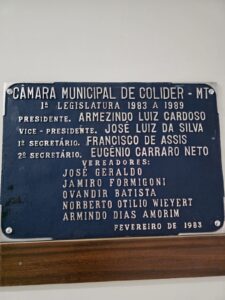 CÂMARA MUNICIPAL DE COLIDER - MT
1ª LEGISLATURA 1983 A 1989
PRESIDENTE. ARMEZINDO LUIZ CARDOSO
VICE - PRESIDENTE. JOSÉ LUIZ DA SILVA
1º SECRETÁRIO. FRANCISCO DE ASSIS
2º SECRETÁRIO. EUGÊNIO CARRARO NETO
VEREADORES:
JOSÉ GERALDO
JAMIRO FORMIGONI
OVANDIR BATISTA
NORBERTO OTÍLIO WIEYERT
ARMINDO DIAS AMORIM
FEVEREIRO DE 1983